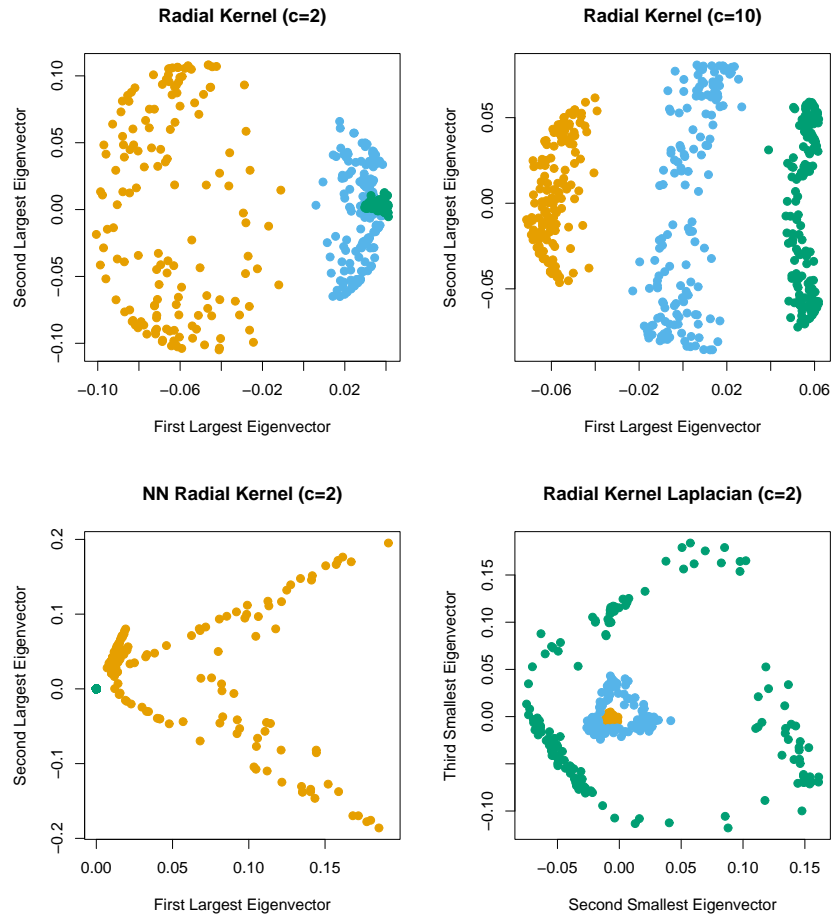 Radial Kernel (c=2)
Second Largest Eigenvector
0.10
0.05
0.00
−0.05
−0.10
−0.10
−0.06
−0.02
0.02
First Largest Eigenvector
Radial Kernel (c=10)
Second Largest Eigenvector
0.05
0.00
−0.05
−0.06
−0.02
0.02
0.06
First Largest Eigenvector
NN Radial Kernel (c=2)
Second Largest Eigenvector
0.2
0.1
0.0
−0.1
−0.2
0.00
0.05
0.10
0.15
First Largest Eigenvector
Radial Kernel Laplacian (c=2)
Third Smallest Eigenvector
0.15
0.05
0.00
−0.10
−0.05
0.00
0.05
0.10
0.15
Second Smallest Eigenvector